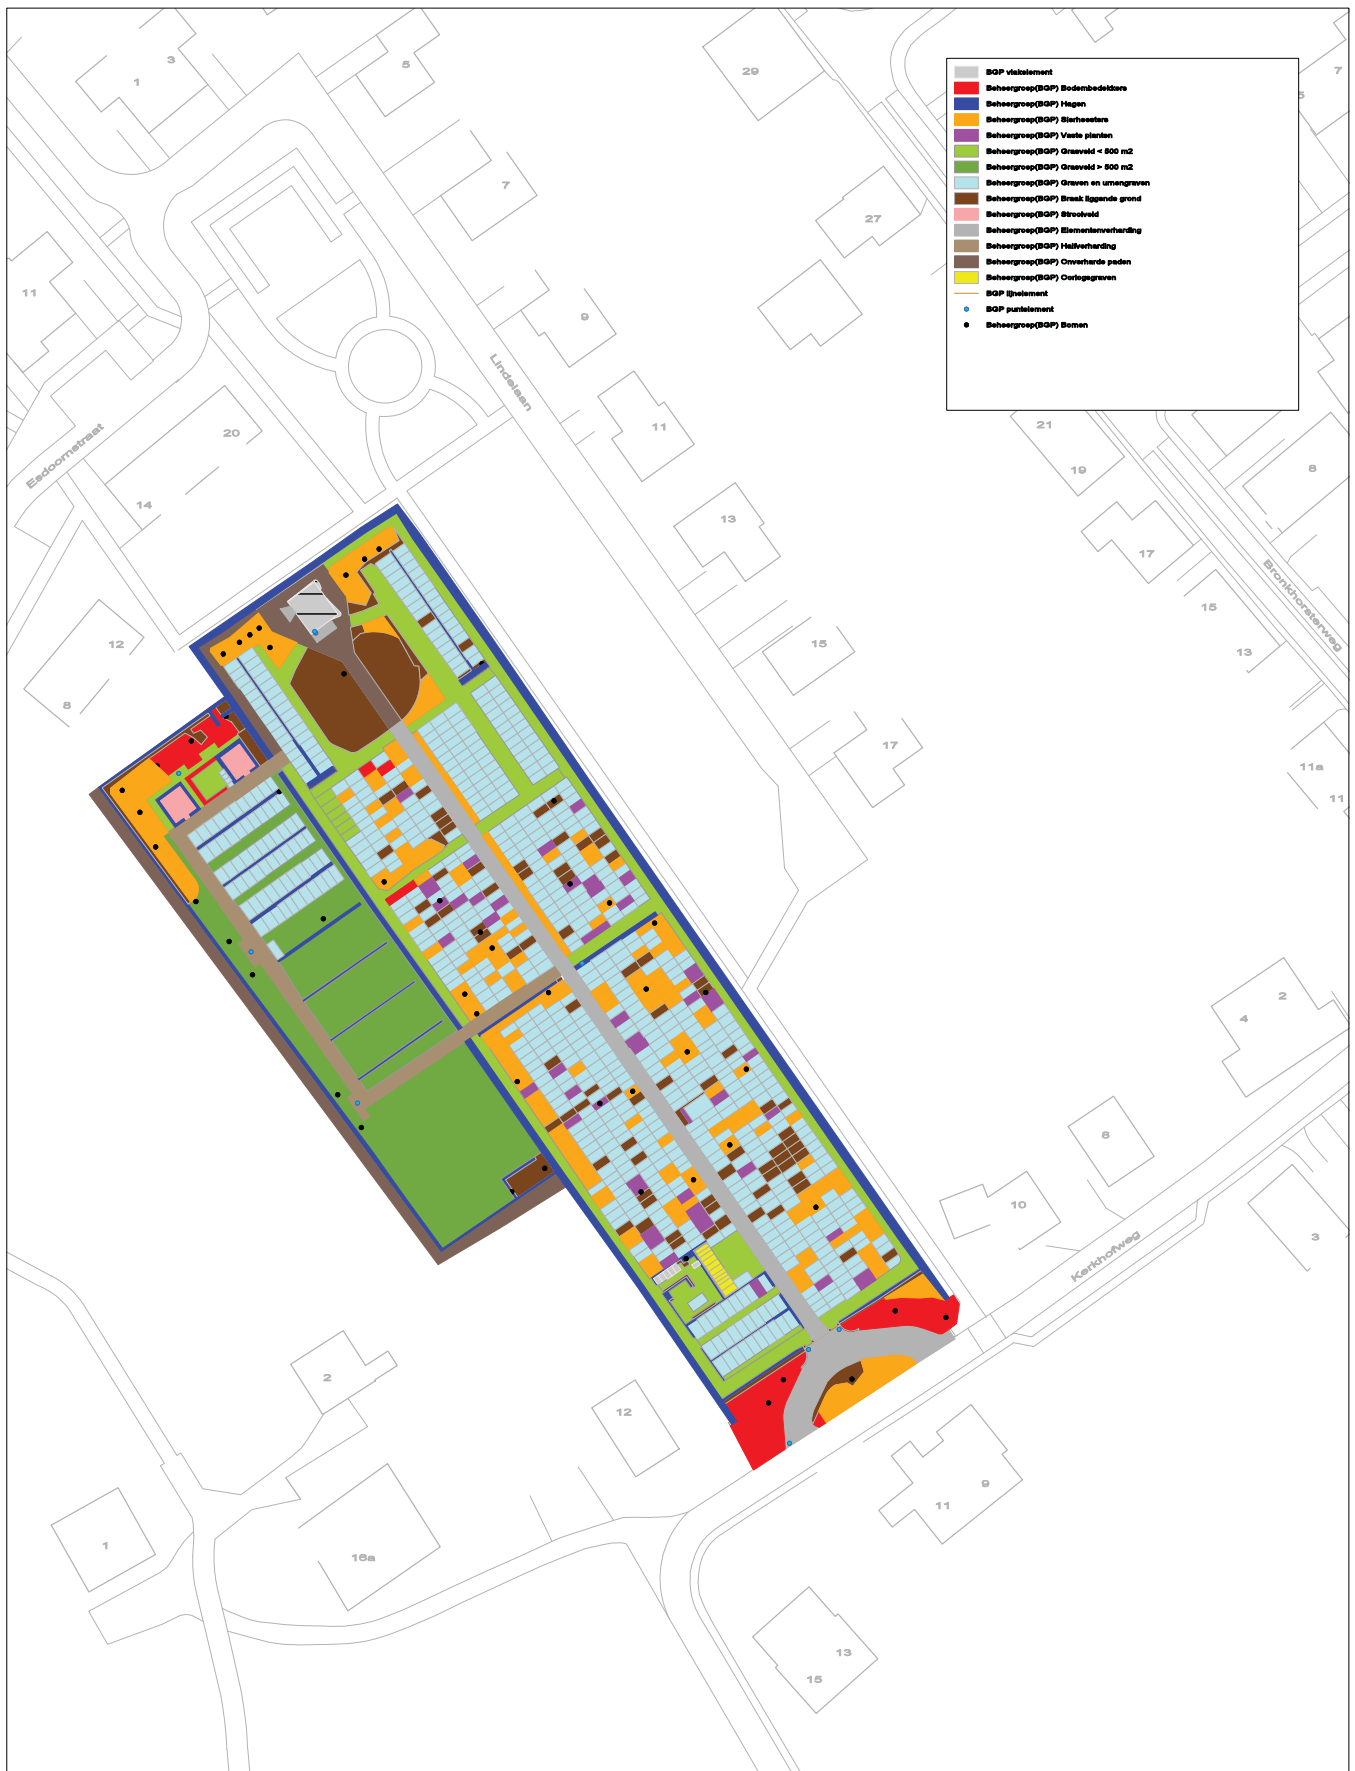 BGP vlakelement
Beheergroep(BGP) Bodembedekkers
Beheergroep(BGP) Hagen
Beheergroep(BGP) Sierheesters
Beheergroep(BGP) Vaste planten
Beheergroep(BGP) Grasveld < 500 m2
Beheergroep(BGP) Grasveld > 500 m2
Beheergroep(BGP) Graven en urnengraven
Beheergroep(BGP) Braak liggende grond
Beheergroep(BGP) Strooiveld
Beheergroep(BGP) Elementenverharding
Beheergroep(BGP) Halfverharding
Beheergroep(BGP) Onverharde paden
Beheergroep(BGP) Oorlogsgraven
BGP lijnelement
BGP puntelement
Beheergroep(BGP) Bomen
3
1
5
29
7
5
7
27
11
9
Lindelaan
20
11
21
19
8
Esdoornstraat
14
13
17
Bronkhorsterweg
15
13
12
8
15
17
11a
11
2
4
8
10
Kerkhofweg
3
2
12
9
11
1
16a
13
15